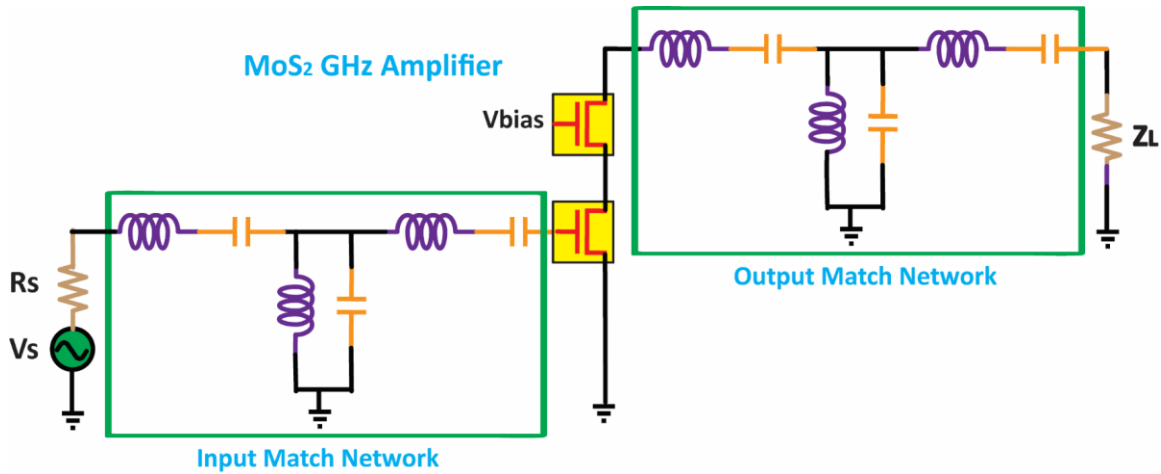 MoS₂ GHz Amplifier
Vbias
ZL
Output Match Network
Rs
Vs
Input Match Network